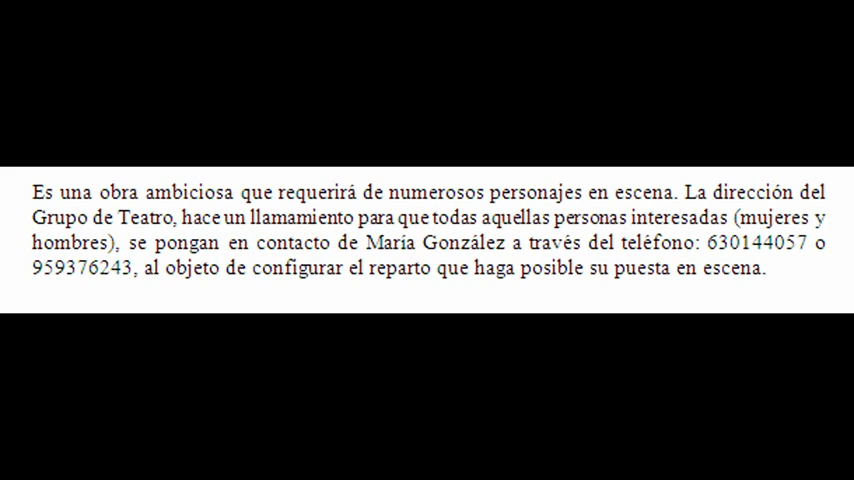 Es una obra ambiciosa que requerirá de numerosos personajes en escena. La dirección del
Grupo de Teatro, hace un llamamiento para que todas aquellas personas interesadas (mujeres y
hombres), se pongan en contacto de María González a través del teléfono: 630144057 o
959376243, al objeto de configurar el reparto que haga posible su puesta en escena.